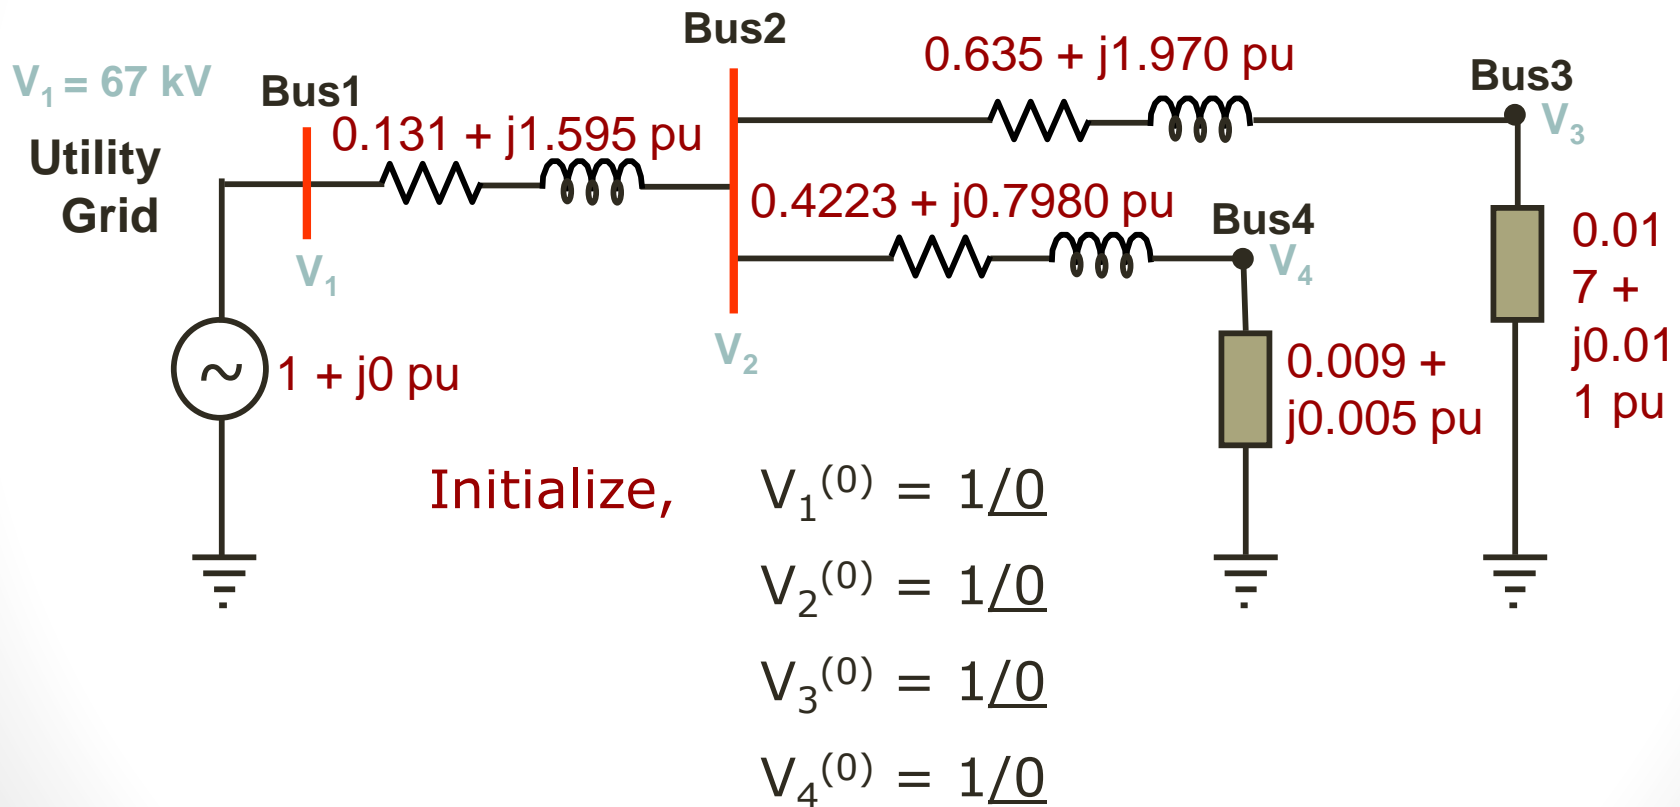 Bus2
0.635 + j1.970 pu
Bus3
V₁ = 67 kV
Bus1
V₃
0.131 + j1.595 pu
Utility
Grid
0.4223 + j0.7980 pu
Bus4
V₄
0.01
7 +
j0.01
1 pu
V₁
V₂
~
1 + j0 pu
0.009 +
j0.005 pu
Initialize, V₁⁽⁰⁾ = 1/0
V₂⁽⁰⁾ = 1/0
V₃⁽⁰⁾ = 1/0
V₄⁽⁰⁾ = 1/0